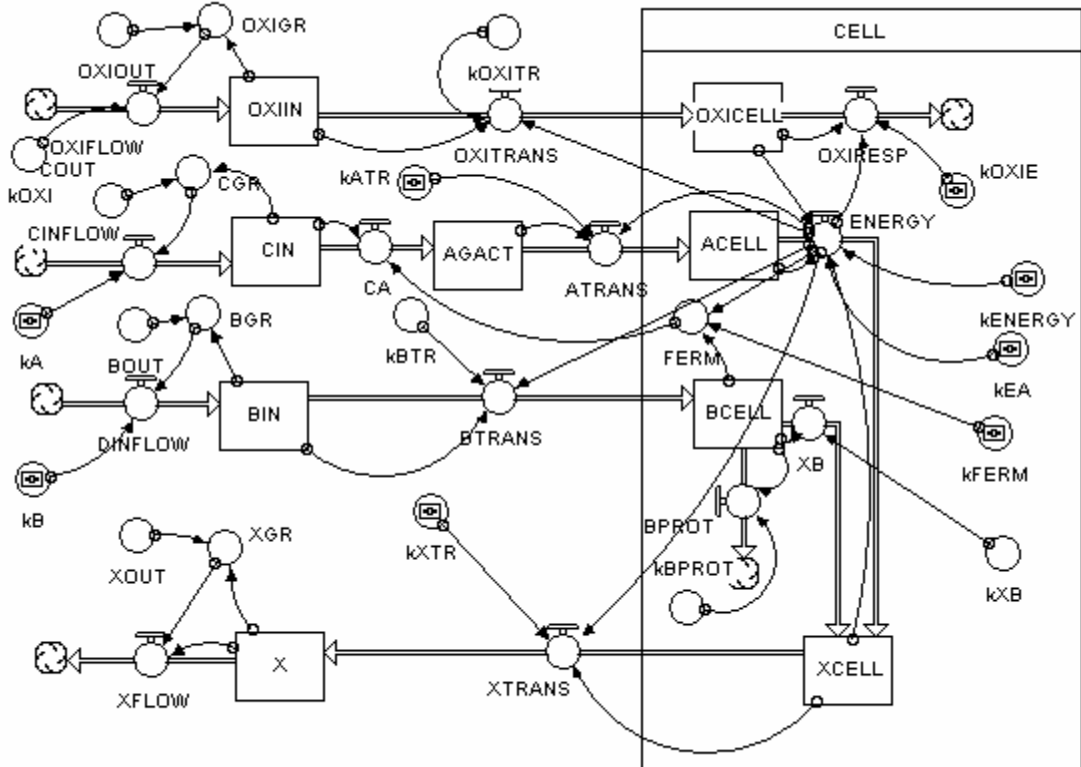 CELL
OXIGR
OXIOUT
kOXITR
OXIIN
OXICELL
OXIFLOW
COUT
OXITRANS
OXIRESP
kOXI
CGR
kATR
kOXIE
CINFLOW
ENERGY
CIN
AGACT
ACELL
CA
ATRANS
kA
BGR
kBTR
FERM
kENERGY
BOUT
kEA
BIN
BCELL
DINFLOW
BTRANS
XB
kFERM
kB
BPROT
XGR
kXTR
XOUT
kBPROT
kXB
X
XCELL
XFLOW
XTRANS